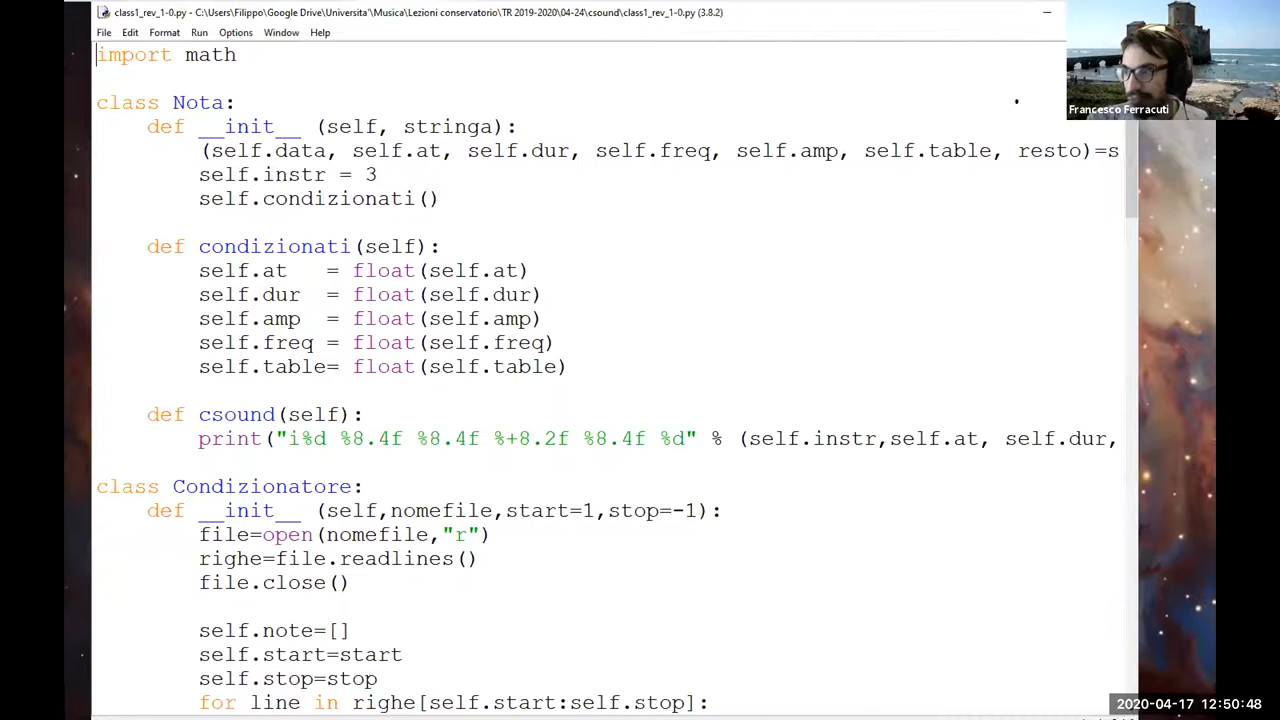 class1_rev_1-0.py - C:\Users\Filippo\Google Drive\Universita'\Musica\Lezioni conservatorio\TR 2019-2020\04-24\csound\class1_rev_1-0.py (3.8.2)
File Edit Format Run Options Window Help
import math
class Nota:
def __init__ (self, stringa):
(self.data, self.at, self.dur, self.freq, self.amp, self.table, resto)=s
self.instr = 3
self.condizionati()
def condizionati(self):
self.at = float(self.at)
self.dur = float(self.dur)
self.amp = float(self.amp)
self.freq = float(self.freq)
self.table= float(self.table)
def csound(self):
print("i%d %8.4f %8.4f %+8.2f %8.4f %d" % (self.instr,self.at, self.dur,
class Condizionatore:
def __init__ (self,nomefile,start=1,stop=-1):
file=open(nomefile,"r")
righe=file.readlines()
file.close()
self.note=[]
self.start=start
self.stop=stop
for line in righe[self.start:self.stop]:
Francesco Ferracuti
2020-04-17 12:50:48